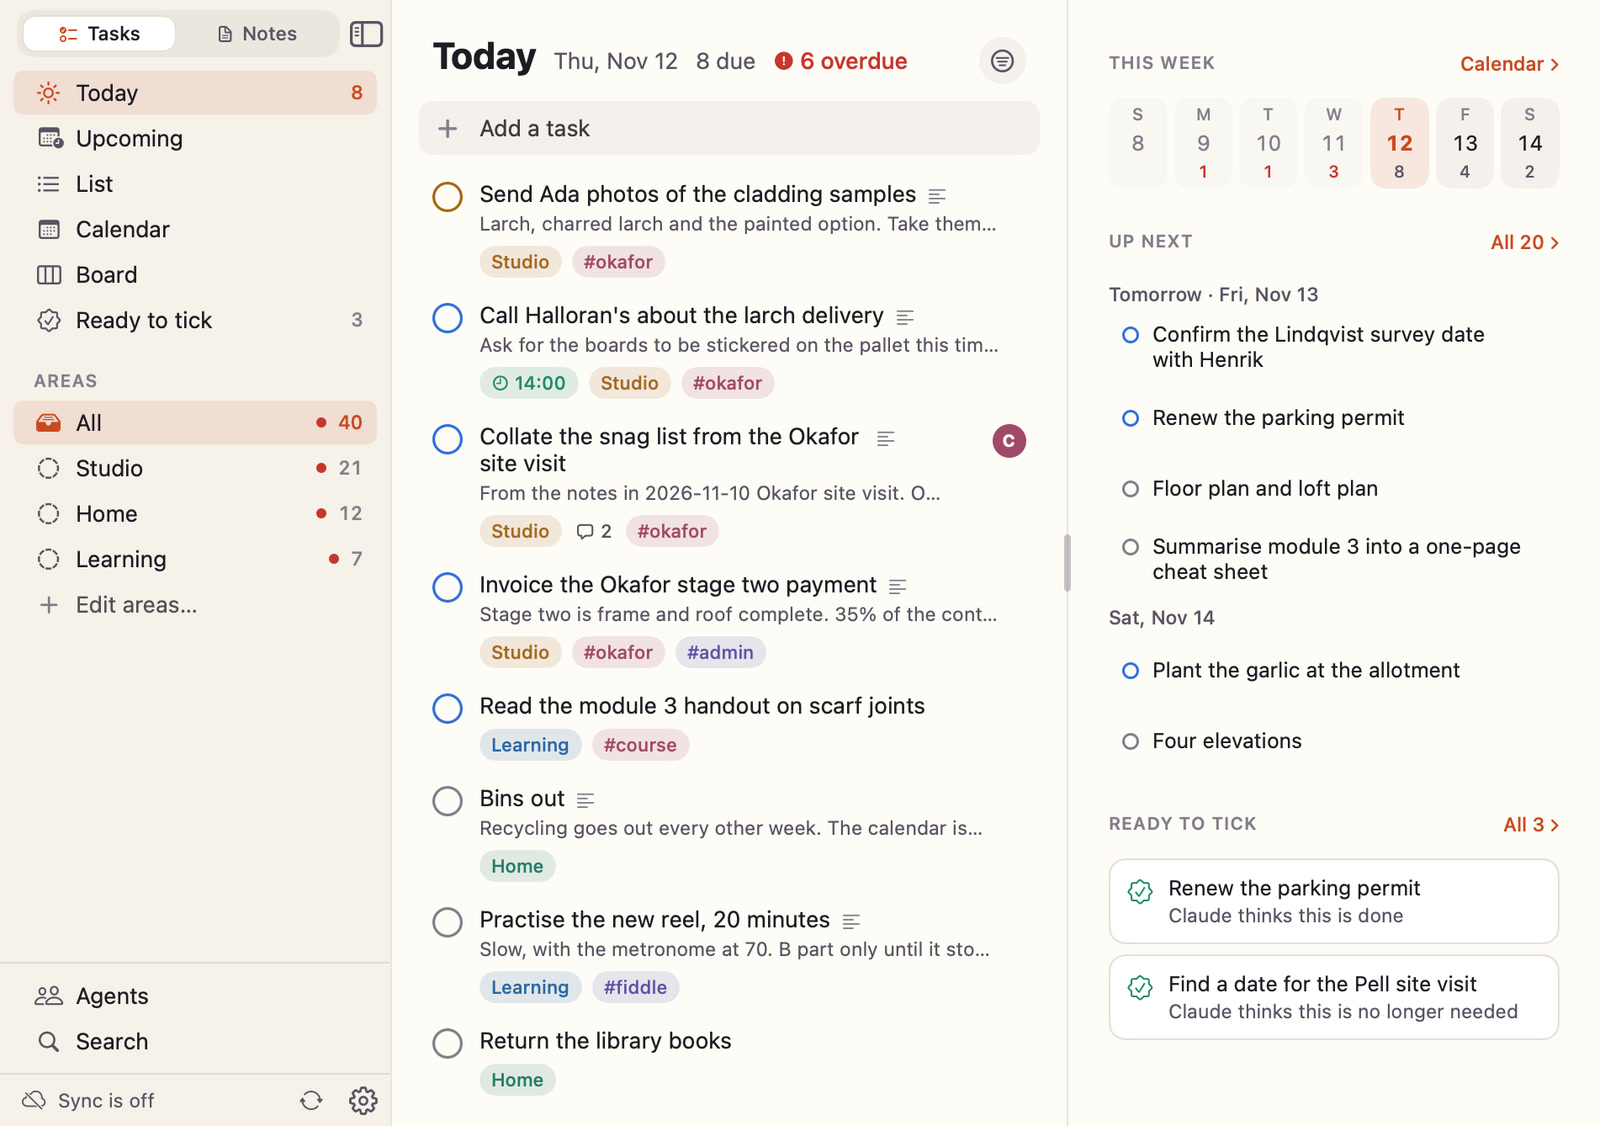 Tasks
Notes
Today 8
Upcoming
List
Calendar
Board
Ready to tick 3
AREAS
All 40
Studio 21
Home 12
Learning 7
Edit areas...
Agents
Search
Sync is off
Today Thu, Nov 12 8 due 6 overdue
Add a task
Send Ada photos of the cladding samples
Larch, charred larch and the painted option. Take them...
Studio #okafor
Call Halloran's about the larch delivery
Ask for the boards to be stickered on the pallet this tim...
14:00 Studio #okafor
Collate the snag list from the Okafor
site visit
C
From the notes in 2026-11-10 Okafor site visit. O...
Studio 2 #okafor
Invoice the Okafor stage two payment
Stage two is frame and roof complete. 35% of the cont...
Studio #okafor #admin
Read the module 3 handout on scarf joints
Learning #course
Bins out
Recycling goes out every other week. The calendar is...
Home
Practise the new reel, 20 minutes
Slow, with the metronome at 70. B part only until it sto...
Learning #fiddle
Return the library books
Home
THIS WEEK Calendar >
S M T W T F S
8 9 10 11 12 13 14
1 1 3 8 4 2
UP NEXT All 20 >
Tomorrow · Fri, Nov 13
Confirm the Lindqvist survey date
with Henrik
Renew the parking permit
Floor plan and loft plan
Summarise module 3 into a one-page
cheat sheet
Sat, Nov 14
Plant the garlic at the allotment
Four elevations
READY TO TICK All 3 >
Renew the parking permit
Claude thinks this is done
Find a date for the Pell site visit
Claude thinks this is no longer needed